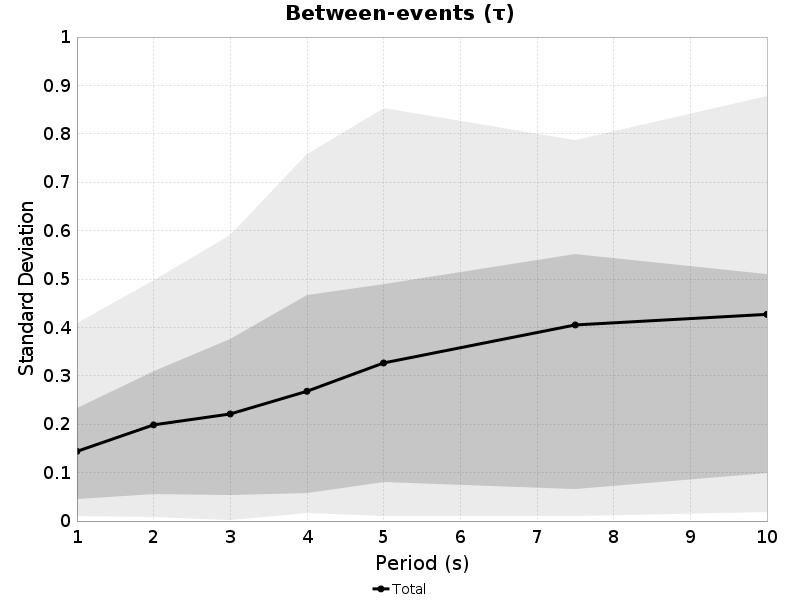 Between-events (τ)
1
0.9
0.8
0.7
0.6
0.5
0.4
0.3
0.2
0.1
0
Standard Deviation
1 2 3 4 5 6 7 8 9 10
Period (s)
Total